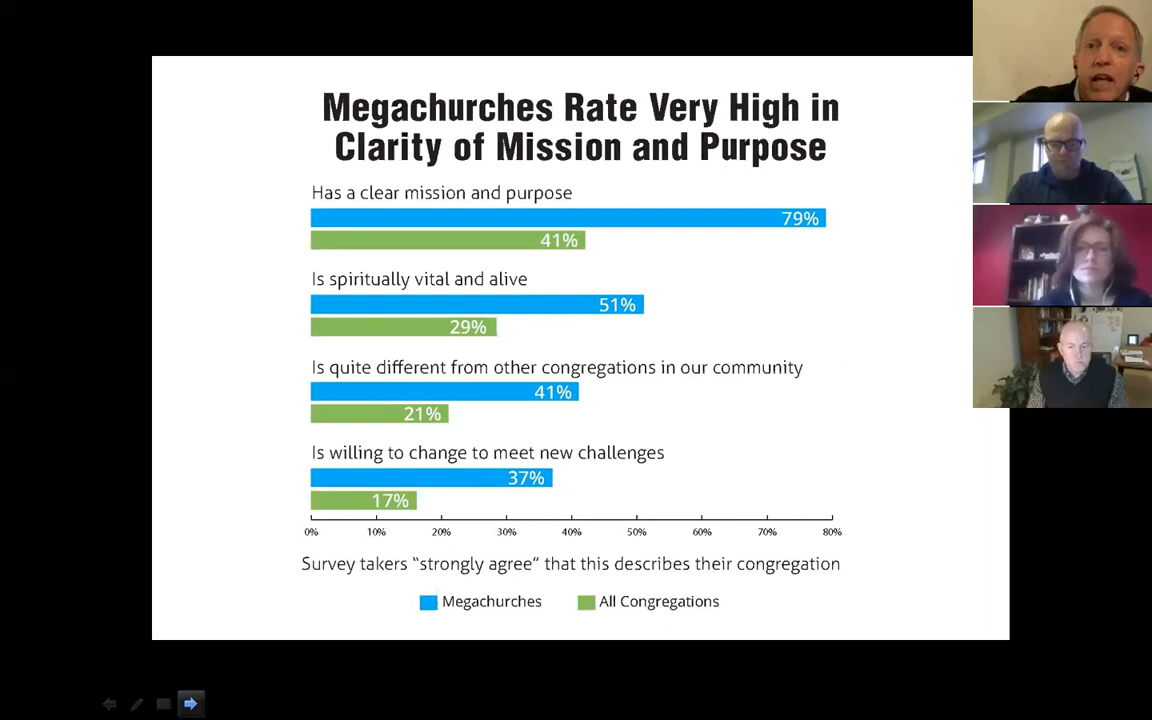 Megachurches Rate Very High in
Clarity of Mission and Purpose
Has a clear mission and purpose
79%
41%
Is spiritually vital and alive
51%
29%
Is quite different from other congregations in our community
41%
21%
Is willing to change to meet new challenges
37%
17%
0% 10% 20% 30% 40% 50% 60% 70% 80%
Survey takers “strongly agree” that this describes their congregation
Megachurches All Congregations